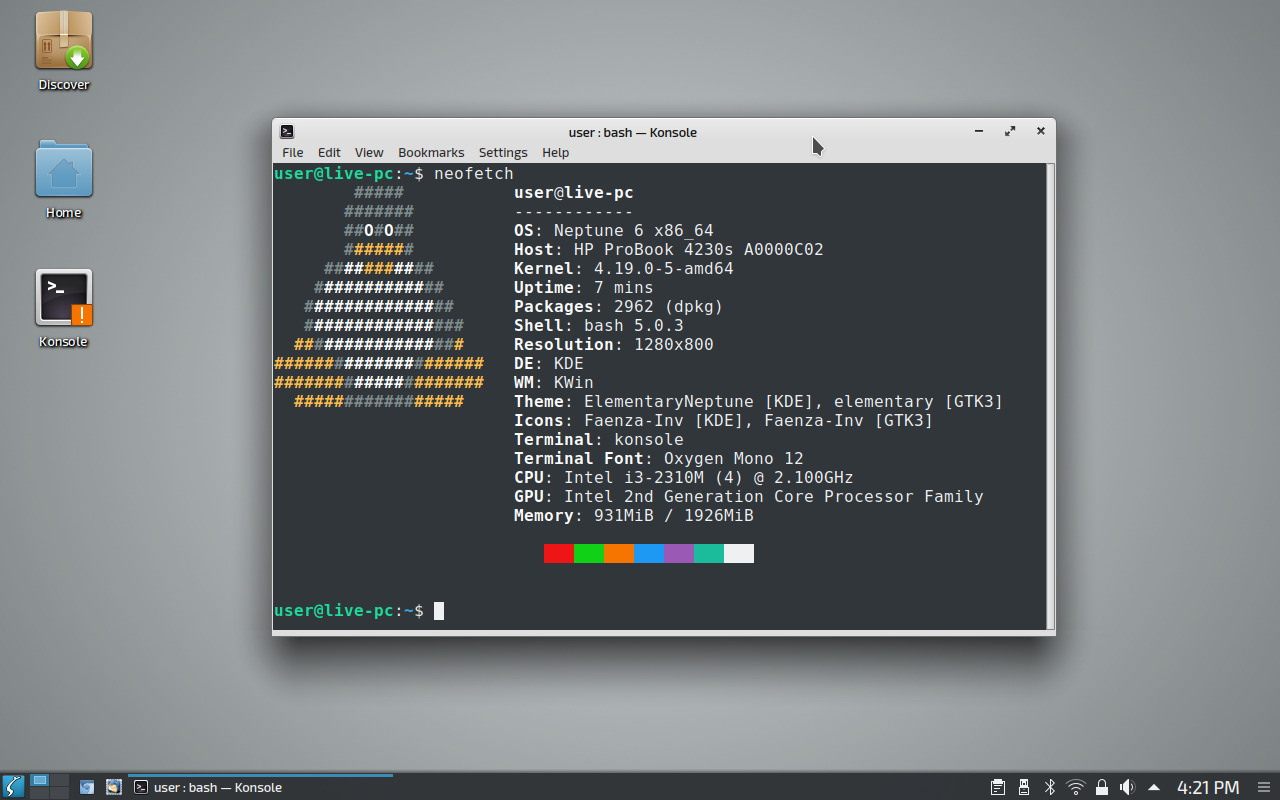 Discover
Home
Konsole
user : bash — Konsole
File Edit View Bookmarks Settings Help
user@live-pc:~$ neofetch
##### user@live-pc
####### ------------
##O#O## OS: Neptune 6 x86_64
####### Host: HP ProBook 4230s A0000C02
########### Kernel: 4.19.0-5-amd64
############# Uptime: 7 mins
############### Packages: 2962 (dpkg)
################ Shell: bash 5.0.3
################# Resolution: 1280x800
##################### DE: KDE
##################### WM: KWin
################# Theme: ElementaryNeptune [KDE], elementary [GTK3]
Icons: Faenza-Inv [KDE], Faenza-Inv [GTK3]
Terminal: konsole
Terminal Font: Oxygen Mono 12
CPU: Intel i3-2310M (4) @ 2.100GHz
GPU: Intel 2nd Generation Core Processor Family
Memory: 931MiB / 1926MiB
user@live-pc:~$
user : bash — Konsole
4:21 PM